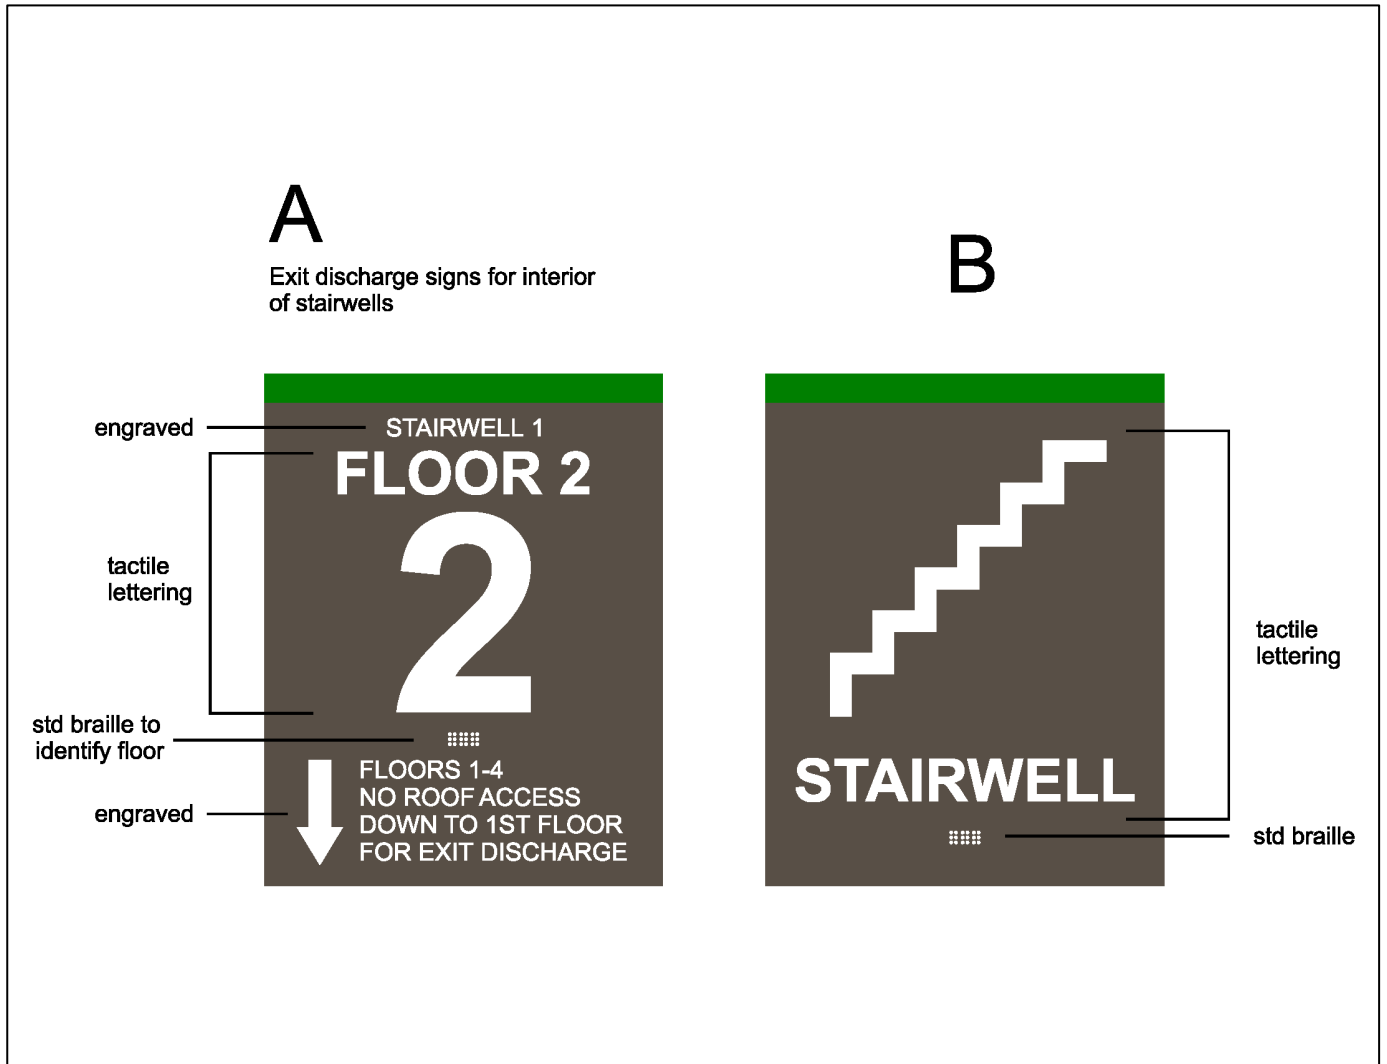 A
Exit discharge signs for interior
of stairwells
engraved
STAIRWELL 1
FLOOR 2
2
tactile
lettering
std braille to
identify floor
engraved
FLOORS 1-4
NO ROOF ACCESS
DOWN TO 1ST FLOOR
FOR EXIT DISCHARGE
B
STAIRWELL
tactile
lettering
std braille